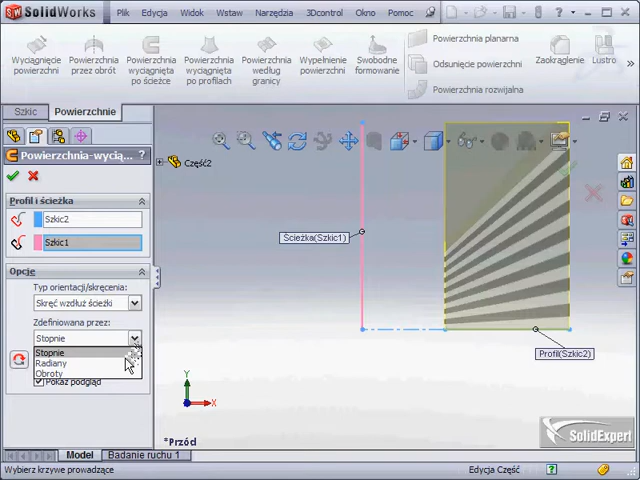 SolidWorks
Plik Edycja Widok Wstaw Narzędzia 3Dcontrol Okno Pomoc
Wyciągnięcie powierzchni
Powierzchnia przez obrót
Powierzchnia wyciągnięta po ścieżce
Powierzchnia wyciągnięta po profilach
Powierzchnia według granicy
Wypełnienie powierzchni
Swobodne formowanie
Powierzchnia planarna
Odsunięcie powierzchni
Powierzchnia rozwijalna
Zaokrąglenie
Lustro
Szkic Powierzchnie
Powierzchnia-wycią... ?
Część2
Profil i ścieżka
Szkic2
Szkic1
Opcje
Typ orientacji/skręcenia:
Skręć wzdłuż ścieżki
Zdefiniowana przez:
Stopnie
Stopnie
Radiany
Obroty
Pokaż podgląd
Ścieżka(Szkic1)
Profil(Szkic2)
Y
X
*Przód
SolidExpert
Model Badanie ruchu 1
Wybierz krzywe prowadzące
Edycja Część